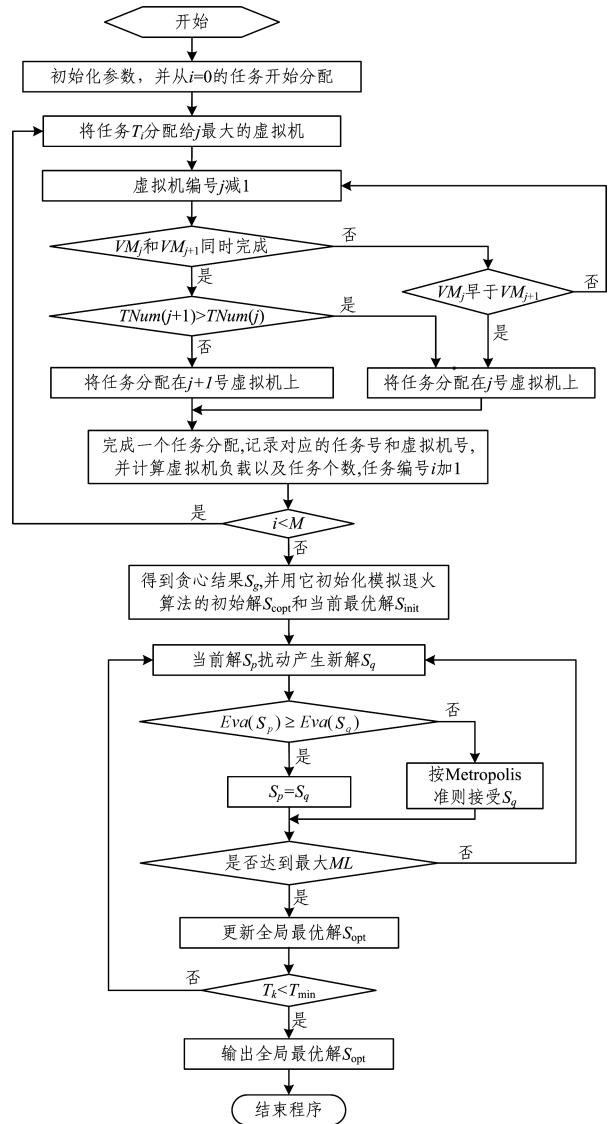 开始
初始化参数，并从i=0的任务开始分配
将任务Ti分配给j最大的虚拟机
虚拟机编号j减1
VMj和VMj+1同时完成
否
是
VMj早于VMj+1
否
TNum(j+1)>TNum(j)
是
是
否
将任务分配在j+1号虚拟机上
将任务分配在j号虚拟机上
完成一个任务分配,记录对应的任务号和虚拟机号,
并计算虚拟机负载以及任务个数,任务编号i加1
是
i<M
否
得到贪心结果Sg,并用它初始化模拟退火
算法的初始解Scopt和当前最优解Sinit
当前解Sp扰动产生新解Sq
Eva(Sp) ≥ Eva(Sq)
否
是
Sp=Sq
按Metropolis
准则接受Sq
是否达到最大ML
否
是
更新全局最优解Sopt
否
Tk<Tmin
是
输出全局最优解Sopt
结束程序